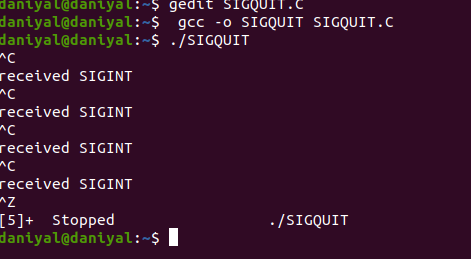 daniyal@daniyal:~$ gedit SIGQUIT.C
daniyal@daniyal:~$  gcc -o SIGQUIT SIGQUIT.C
daniyal@daniyal:~$ ./SIGQUIT
^C
received SIGINT
^C
received SIGINT
^C
received SIGINT
^C
received SIGINT
^Z
[5]+  Stopped                 ./SIGQUIT
daniyal@daniyal:~$